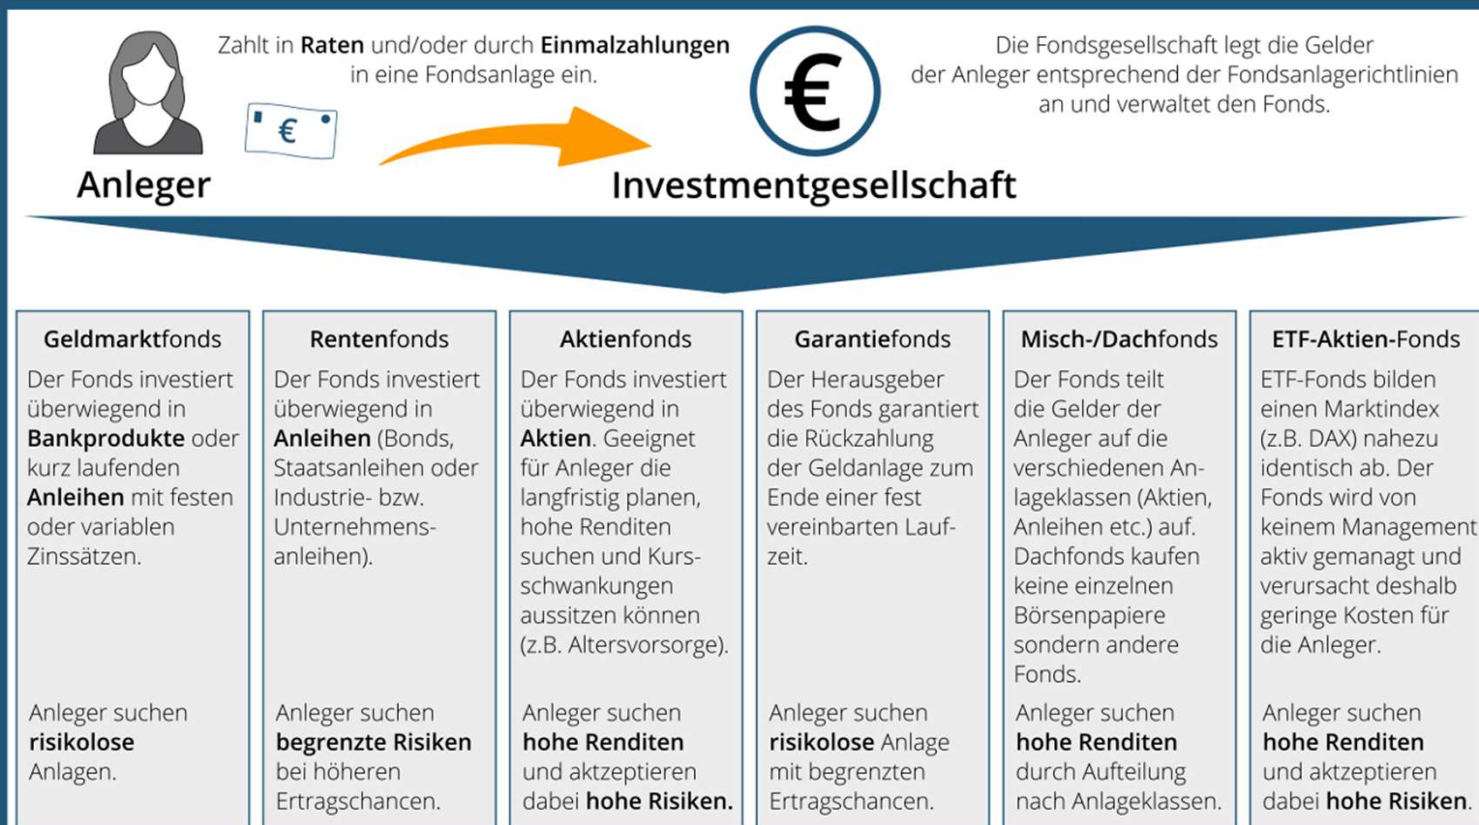 Zahlt in Raten und/oder durch Einmalzahlungen
in eine Fondsanlage ein.
€
€
Die Fondsgesellschaft legt die Gelder
der Anleger entsprechend der Fondsanlagerichtlinien
an und verwaltet den Fonds.
Anleger
Investmentgesellschaft
Geldmarktfonds
Der Fonds investiert
überwiegend in
Bankprodukte oder
kurz laufenden
Anleihen mit festen
oder variablen
Zinssätzen.
Anleger suchen
risikolose
Anlagen.
Rentenfonds
Der Fonds investiert
überwiegend in
Anleihen (Bonds,
Staatsanleihen oder
Industrie- bzw.
Unternehmens-
anleihen).
Anleger suchen
begrenzte Risiken
bei höheren
Ertragschancen.
Aktienfonds
Der Fonds investiert
überwiegend in
Aktien. Geeignet
für Anleger die
langfristig planen,
hohe Renditen
suchen und Kurs-
schwankungen
aussitzen können
(z.B. Altersvorsorge).
Anleger suchen
hohe Renditen
und aktzeptieren
dabei hohe Risiken.
Garantiefonds
Der Herausgeber
des Fonds garantiert
die Rückzahlung
der Geldanlage zum
Ende einer fest
vereinbarten Lauf-
zeit.
Anleger suchen
risikolose Anlage
mit begrenzten
Ertragschancen.
Misch-/Dachfonds
Der Fonds teilt
die Gelder der
Anleger auf die
verschiedenen An-
lageklassen (Aktien,
Anleihen etc.) auf.
Dachfonds kaufen
keine einzelnen
Börsenpapiere
sondern andere
Fonds.
Anleger suchen
hohe Renditen
durch Aufteilung
nach Anlageklassen.
ETF-Aktien-Fonds
ETF-Fonds bilden
einen Marktindex
(z.B. DAX) nahezu
identisch ab. Der
Fonds wird von
keinem Management
aktiv gemanagt und
verursacht deshalb
geringe Kosten für
die Anleger.
Anleger suchen
hohe Renditen
und aktzeptieren
dabei hohe Risiken.